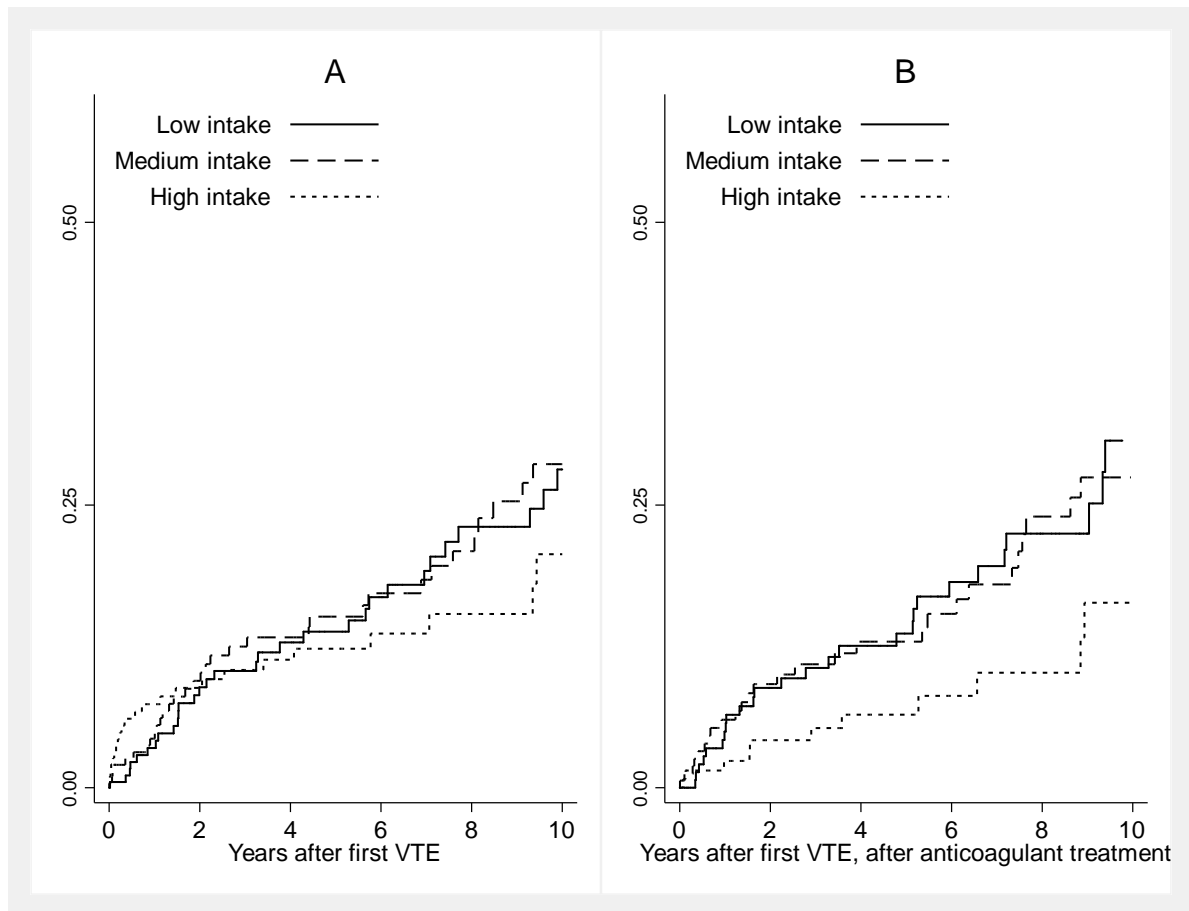 A
Low intake
Medium intake
High intake
0.50
0.25
0.00
0 2 4 6 8 10
Years after first VTE
B
Low intake
Medium intake
High intake
0.50
0.25
0.00
0 2 4 6 8 10
Years after first VTE, after anticoagulant treatment